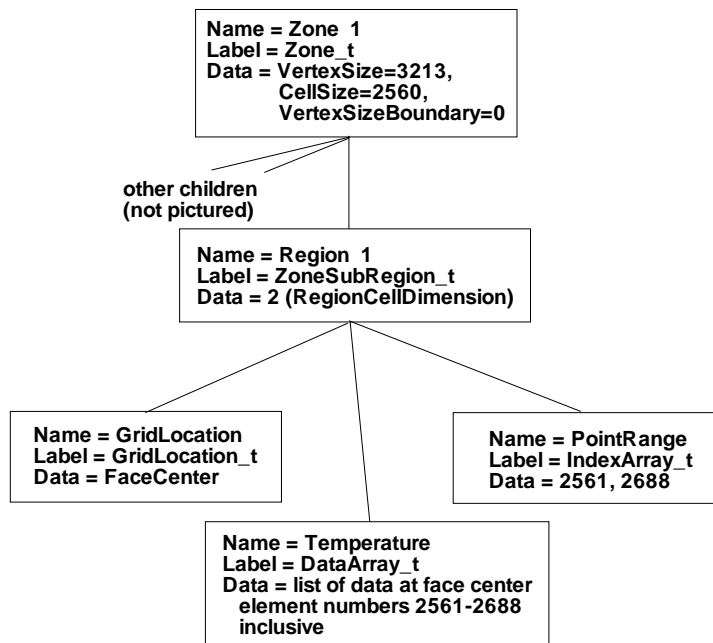 Name = Zone 1
Label = Zone_t
Data = VertexSize=3213,
CellSize=2560,
VertexSizeBoundary=0
other children
(not pictured)
Name = Region 1
Label = ZoneSubRegion_t
Data = 2 (RegionCellDimension)
Name = GridLocation
Label = GridLocation_t
Data = FaceCenter
Name = PointRange
Label = IndexArray_t
Data = 2561, 2688
Name = Temperature
Label = DataArray_t
Data = list of data at face center
element numbers 2561-2688
inclusive